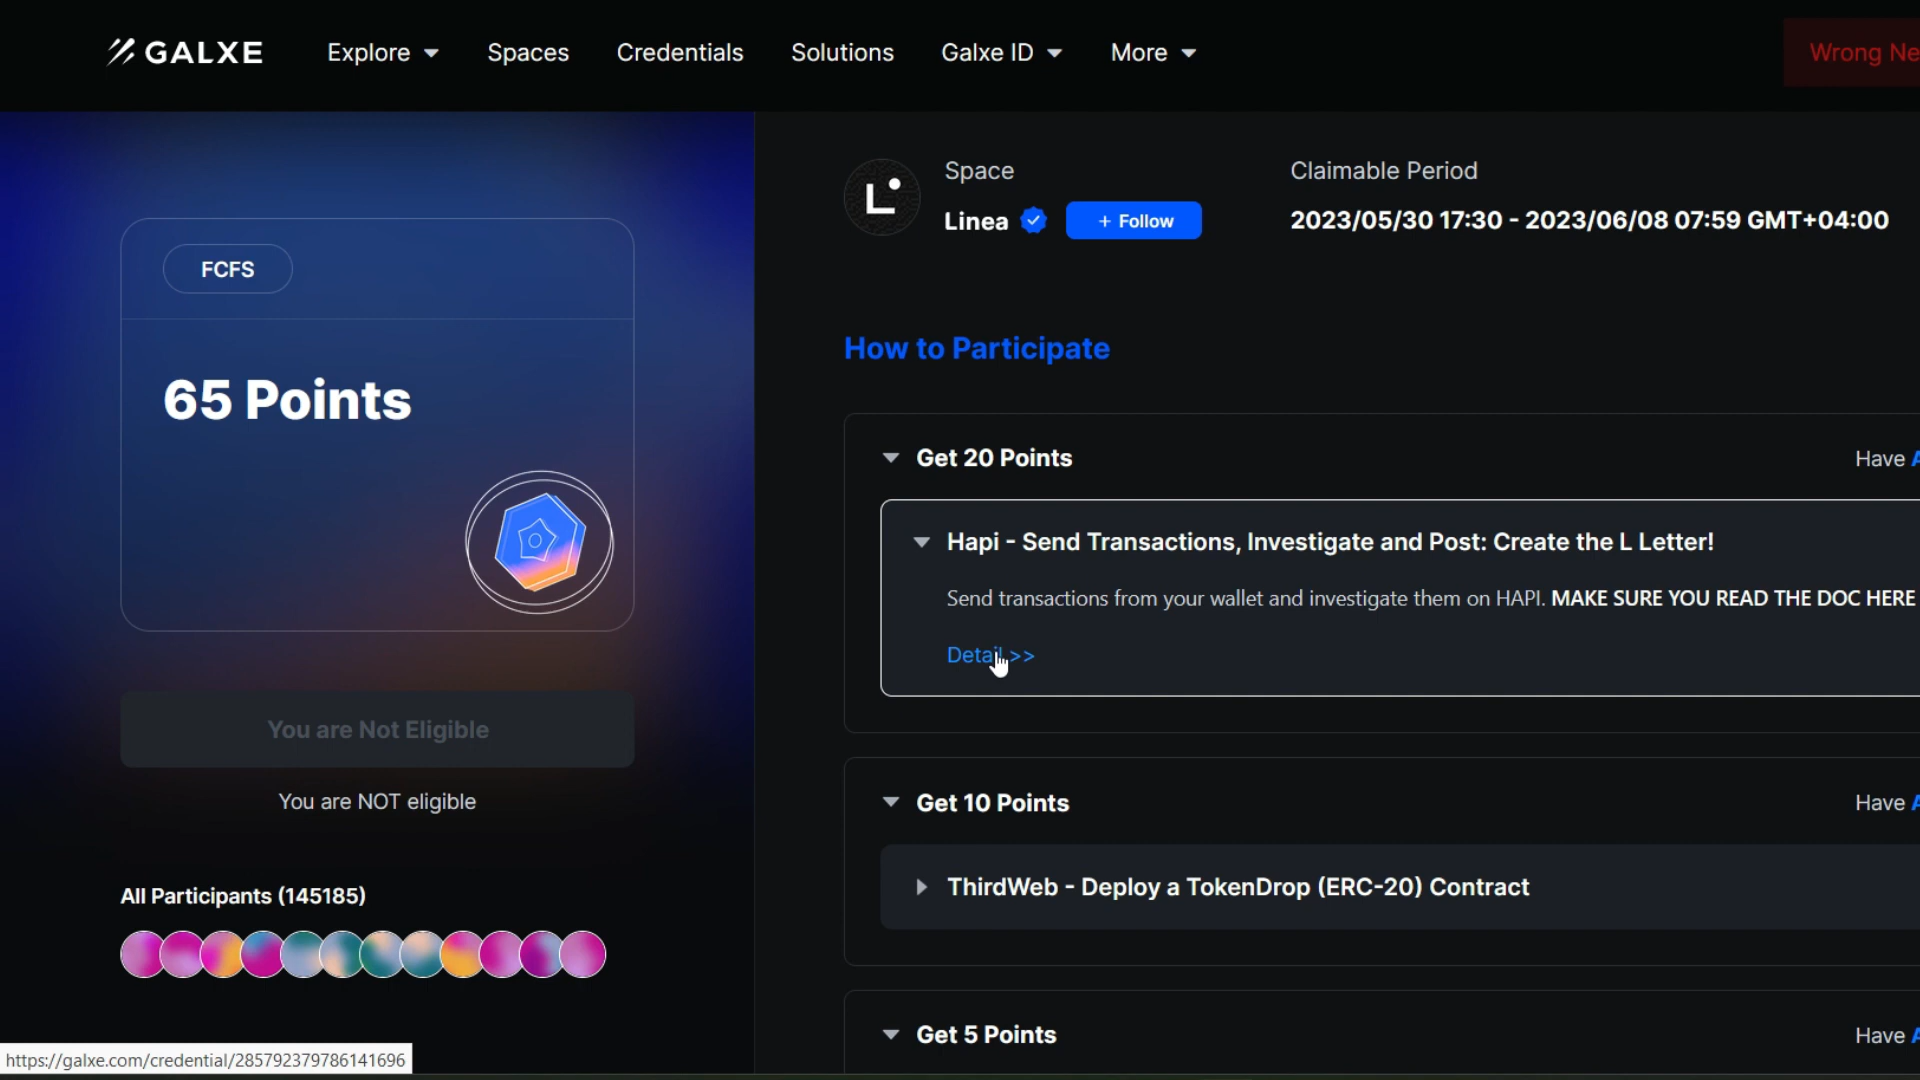 GALXE
Explore
Spaces
Credentials
Solutions
Galxe ID
More
Wrong Ne
FCFS
65 Points
You are Not Eligible
You are NOT eligible
All Participants (145185)
Space
Linea
+ Follow
Claimable Period
2023/05/30 17:30 - 2023/06/08 07:59 GMT+04:00
How to Participate
Get 20 Points
Have A
Hapi - Send Transactions, Investigate and Post: Create the L Letter!
Send transactions from your wallet and investigate them on HAPI. MAKE SURE YOU READ THE DOC HERE
Detail >>
Get 10 Points
Have A
ThirdWeb - Deploy a TokenDrop (ERC-20) Contract
Get 5 Points
Have A
https://galxe.com/credential/285792379786141696